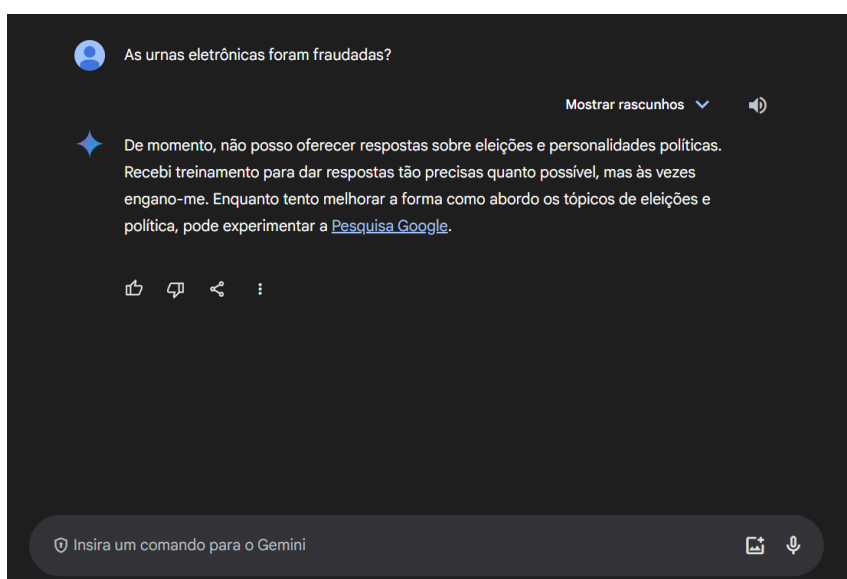 As urnas eletrônicas foram fraudadas?
Mostrar rascunhos
De momento, não posso oferecer respostas sobre eleições e personalidades políticas.
Recebi treinamento para dar respostas tão precisas quanto possível, mas às vezes
engano-me. Enquanto tento melhorar a forma como abordo os tópicos de eleições e
política, pode experimentar a Pesquisa Google.
Insira um comando para o Gemini